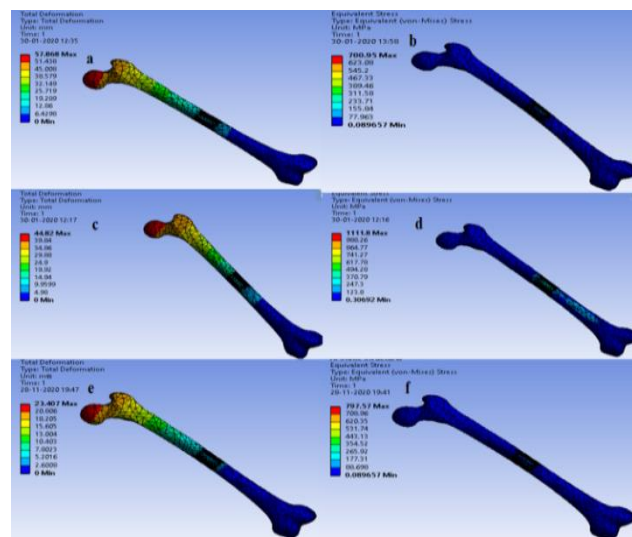 Total Deformation
Type: Total Deformation
Unit: mm
Time: 1
30-01-2020 12:35
57.868 Max
51.438
45.009
38.579
32.149
25.719
19.289
12.86
6.4298
0 Min
a
Equivalent Stress
Type: Equivalent (von-Mises) Stress
Unit: MPa
Time: 1
30-01-2020 13:58
700.95 Max
623.09
545.2
467.33
389.46
311.58
233.71
155.84
77.963
0.089657 Min
b
Total Deformation
Type: Total Deformation
Unit: mm
Time: 1
30-01-2020 12:17
44.82 Max
39.84
34.86
29.88
24.9
19.92
14.94
9.9599
4.98
0 Min
c
Equivalent Stress
Type: Equivalent (von-Mises) Stress
Unit: MPa
Time: 1
30-01-2020 12:16
1111.8 Max
988.28
864.77
741.27
617.78
494.28
370.79
247.3
123.8
0.30692 Min
d
Total Deformation
Type: Total Deformation
Unit: mm
Time: 1
28-11-2020 19:47
23.407 Max
20.806
18.205
15.605
13.004
10.403
7.8023
5.2016
2.6008
0 Min
e
Equivalent Stress
Type: Equivalent (von-Mises) Stress
Unit: MPa
Time: 1
28-11-2020 19:41
797.57 Max
708.96
620.35
531.74
443.13
354.52
265.92
177.31
88.698
0.089657 Min
f